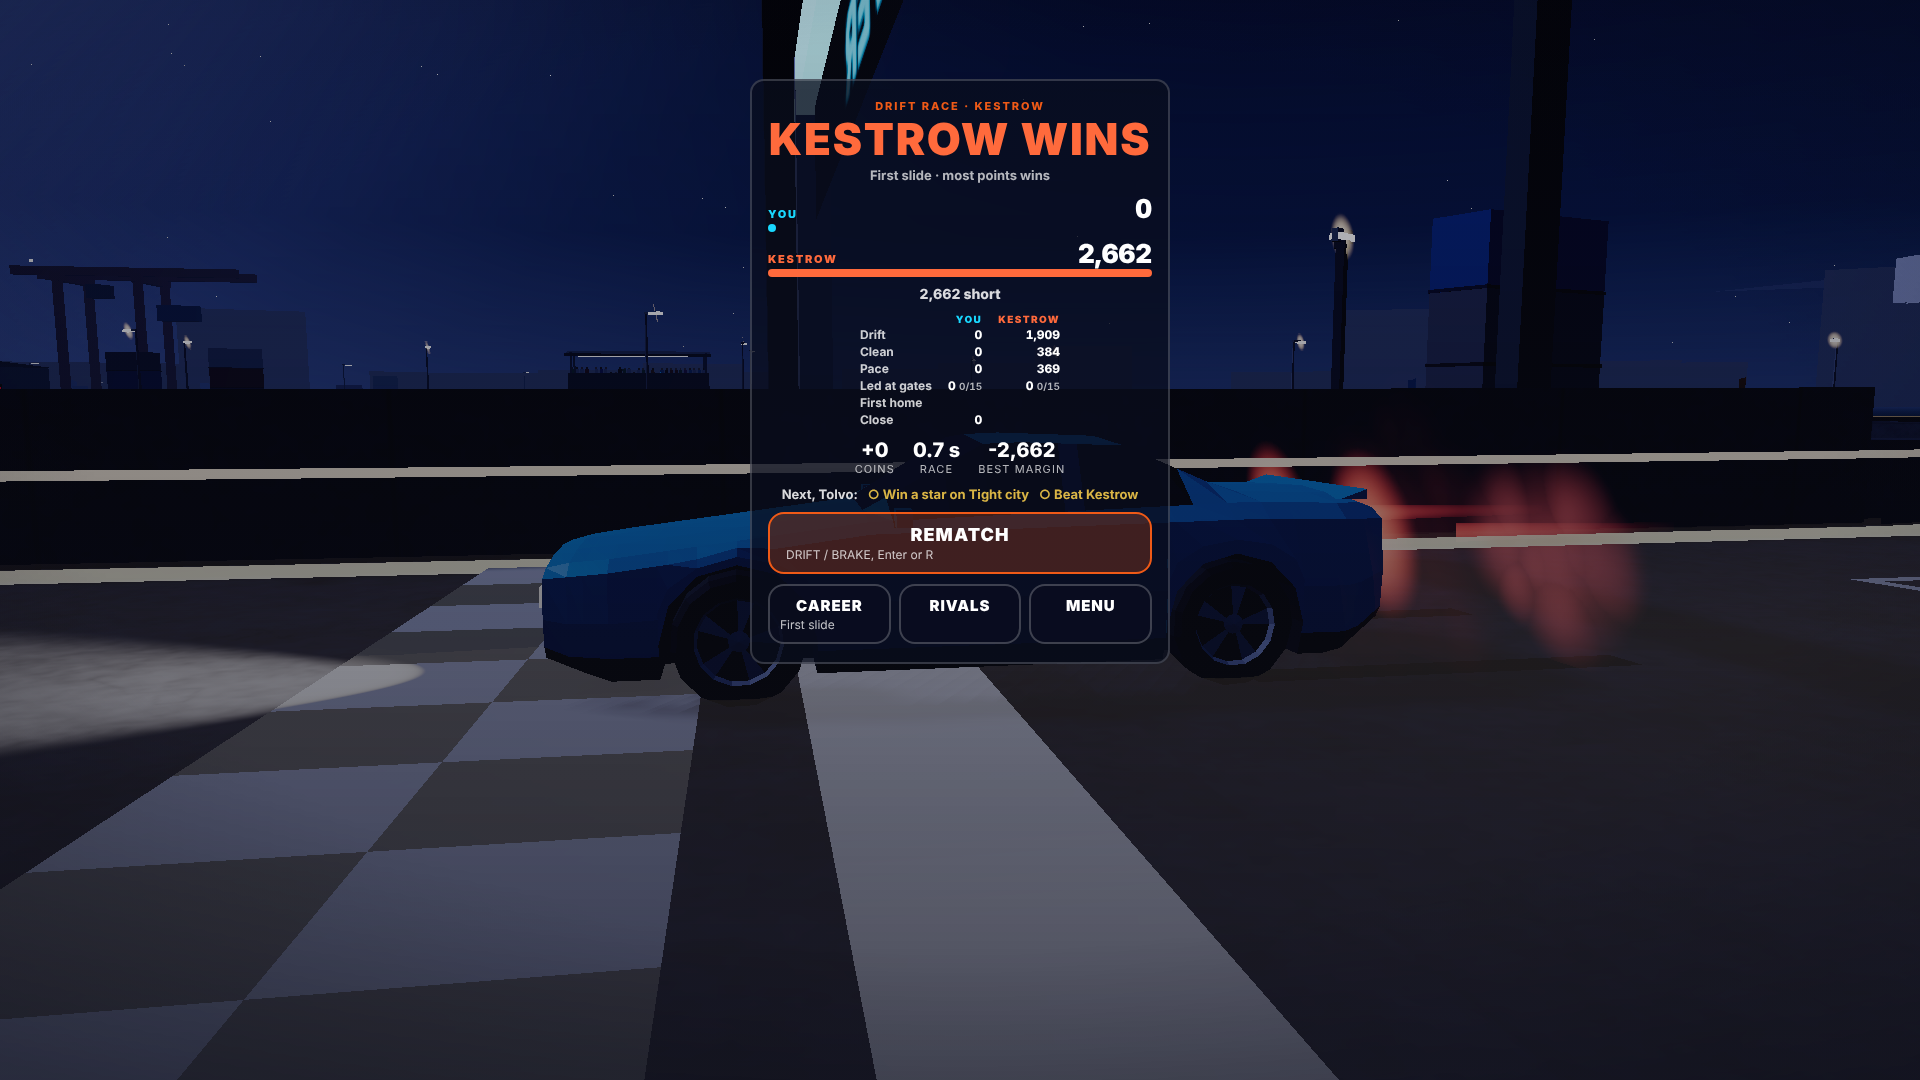 DRIFT RACE · KESTROW
KESTROW WINS
First slide · most points wins
YOU 0
KESTROW 2,662
2,662 short
YOU KESTROW
Drift 0 1,909
Clean 0 384
Pace 0 369
Led at gates 0 0/15 0 0/15
First home
Close 0
+0 0.7 s -2,662
COINS RACE BEST MARGIN
Next, Tolvo: Win a star on Tight city Beat Kestrow
REMATCH
DRIFT / BRAKE, Enter or R
CAREER RIVALS MENU
First slide